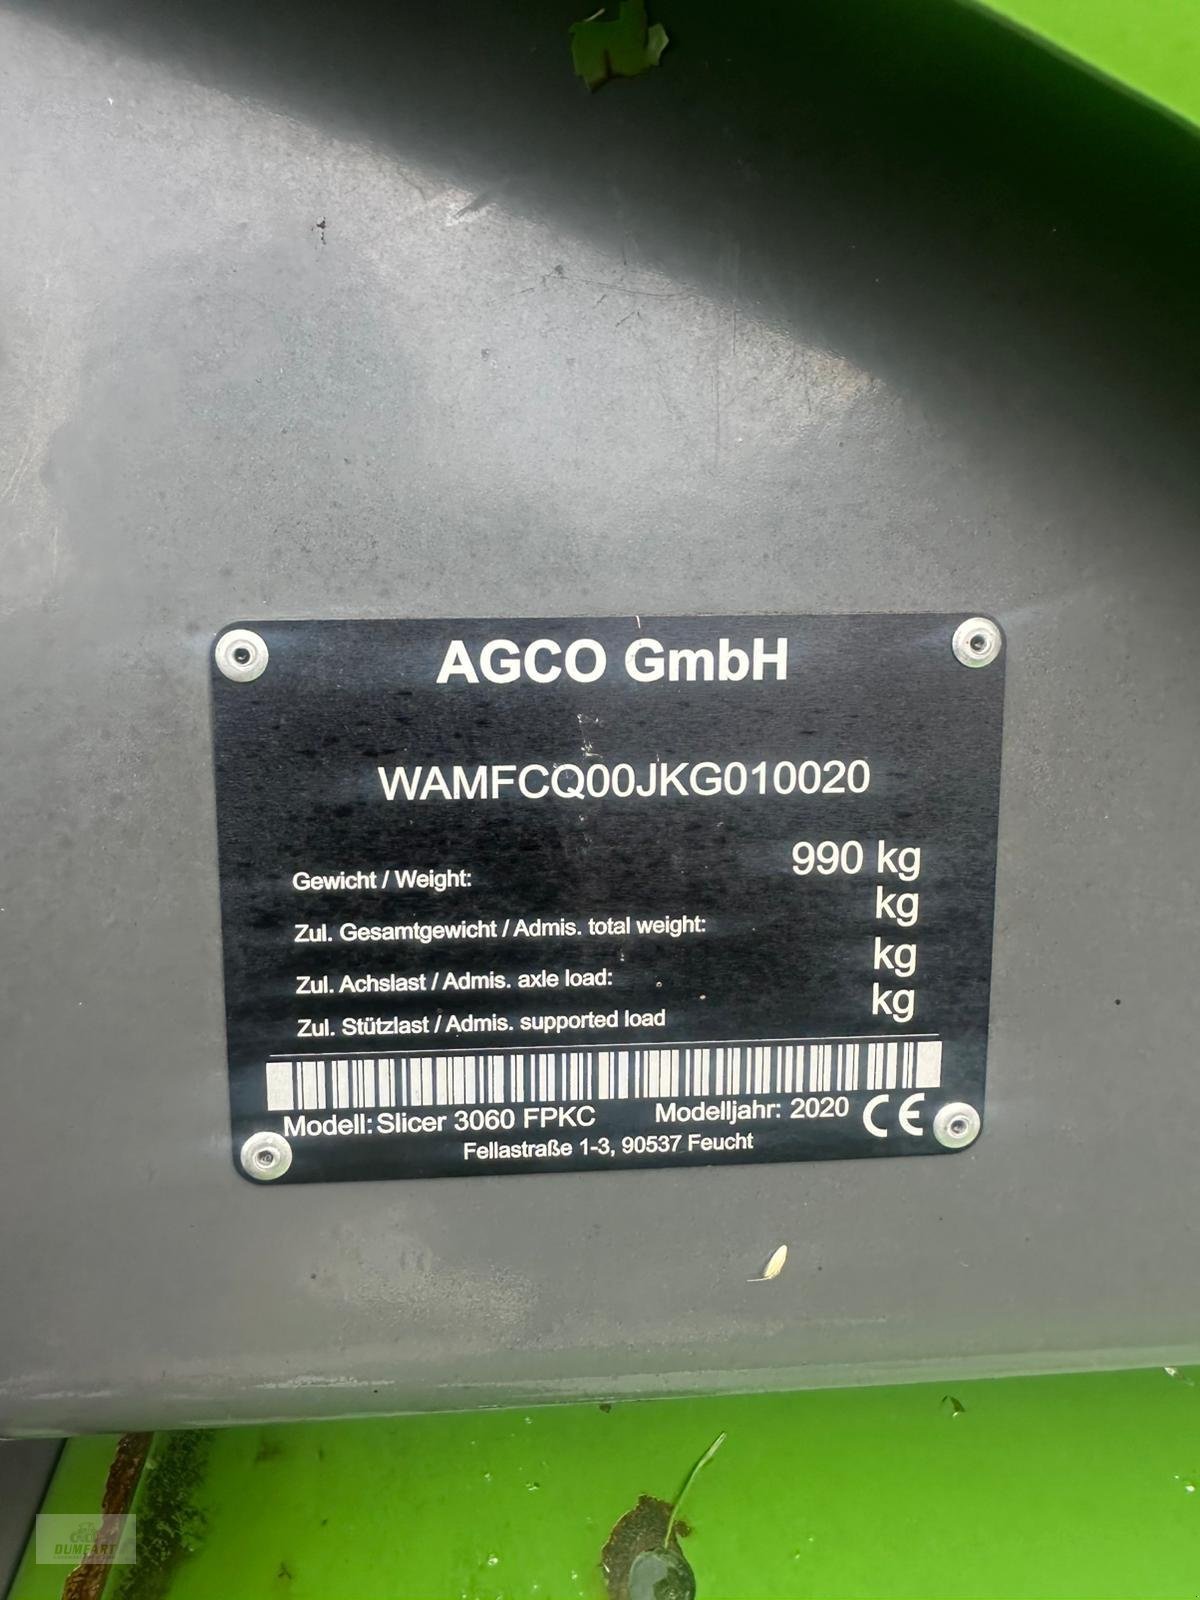 AGCO GmbH
WAMFCQ00JKG010020
Gewicht / Weight: 990 kg
Zul. Gesamtgewicht / Admis. total weight: kg
Zul. Achslast / Admis. axle load: kg
Zul. Stützlast / Admis. supported load kg
Modell: Slicer 3060 FPKC Modelljahr: 2020 CE
Fellastraße 1-3, 90537 Feucht
DUMFART